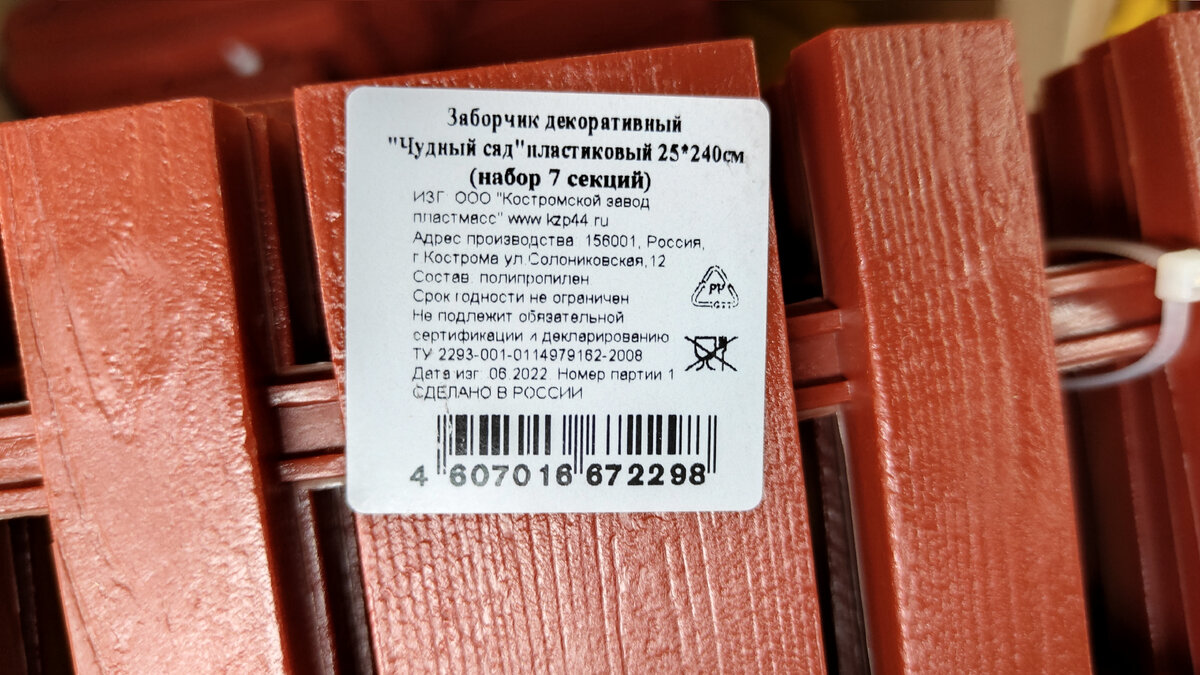 Заборчик декоративный
"Чудный сад"пластиковый 25*240см
(набор 7 секций)
ИЗГ. ООО "Костромской завод
пластмасс" www.kzp44.ru
Адрес производства: 156001, Россия,
г.Кострома ул.Солониковская,12
Состав: полипропилен
Срок годности не ограничен
Не подлежит обязательной
сертификации и декларированию
ТУ 2293-001-0114979162-2008
Дата изг: 06.2022 Номер партии 1
СДЕЛАНО В РОССИИ
PP
4 607016 672298